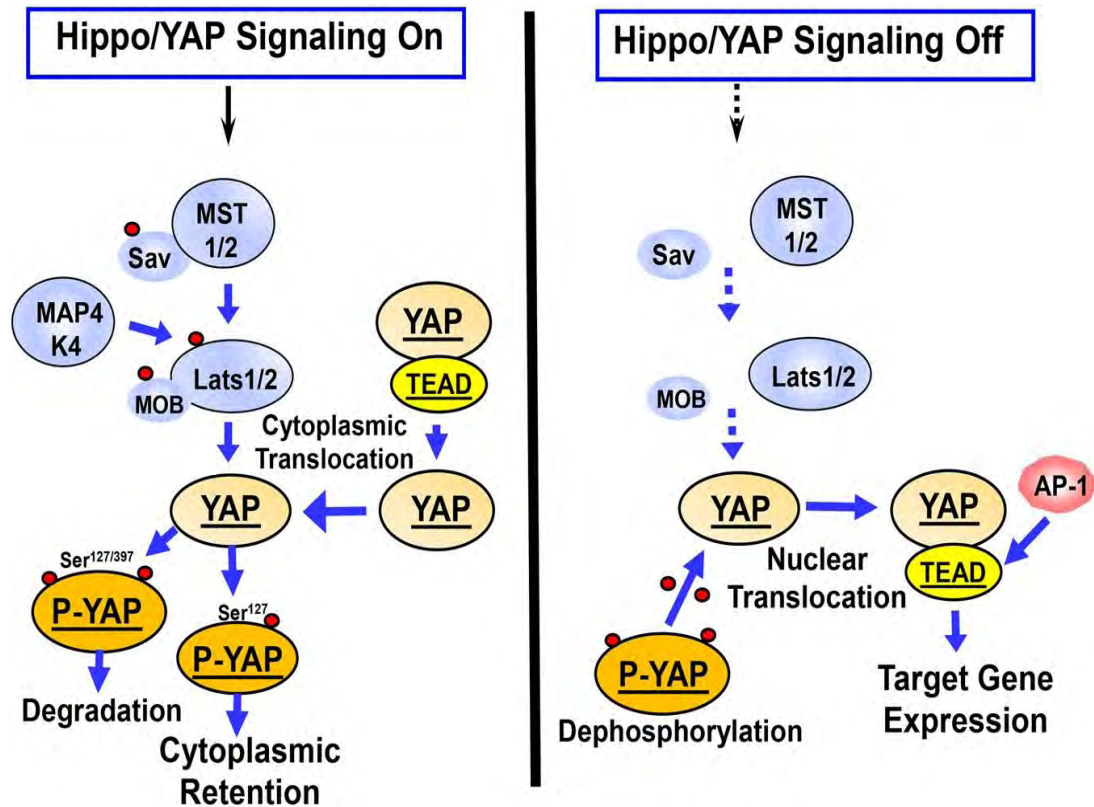 Hippo/YAP Signaling On
MST
1/2
Sav
MAP4
K4
Lats1/2
MOB
YAP
TEAD
Cytoplasmic
Translocation
YAP
YAP
Ser127/397
P-YAP
Degradation
Ser127
P-YAP
Cytoplasmic
Retention
Hippo/YAP Signaling Off
MST
1/2
Sav
Lats1/2
MOB
YAP
YAP
AP-1
TEAD
Nuclear
Translocation
P-YAP
Dephosphorylation
Target Gene
Expression